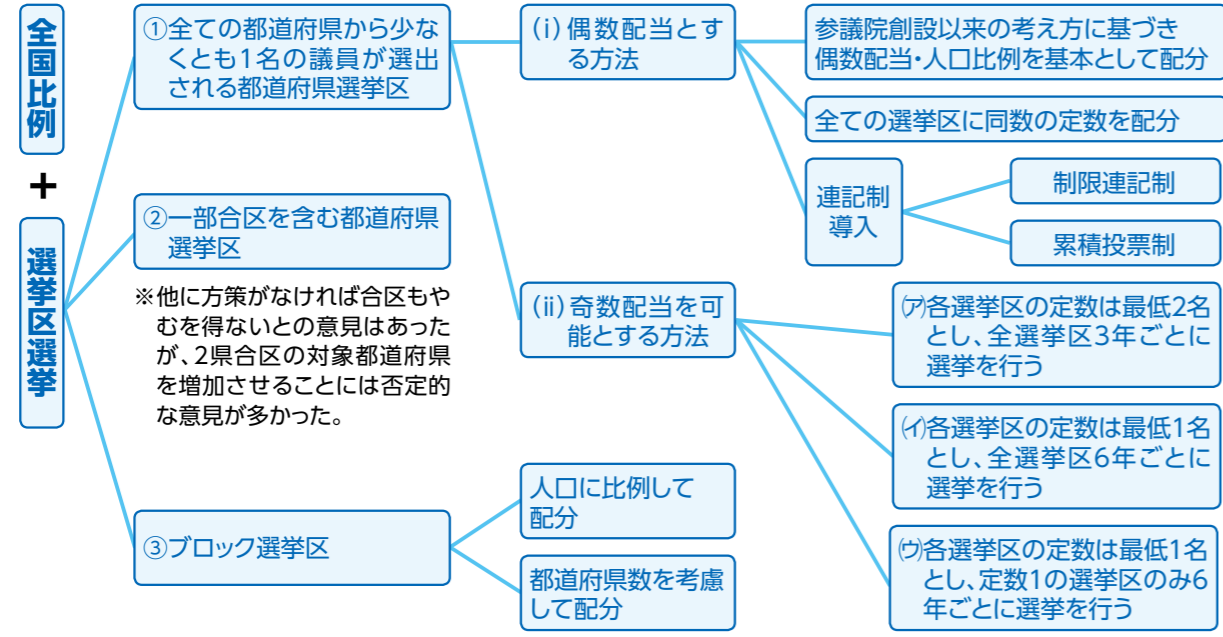 全国比例
+
選挙区選挙
①全ての都道府県から少な
くとも1名の議員が選出
される都道府県選挙区
(i)偶数配当とす
る方法
参議院創設以来の考え方に基づき
偶数配当・人口比例を基本として配分
全ての選挙区に同数の定数を配分
連記制
導入
制限連記制
累積投票制
(ii)奇数配当を可
能とする方法
㋐各選挙区の定数は最低2名
とし、全選挙区3年ごとに
選挙を行う
㋑各選挙区の定数は最低1名
とし、全選挙区6年ごとに
選挙を行う
㋒各選挙区の定数は最低1名
とし、定数1の選挙区のみ6
年ごとに選挙を行う
②一部合区を含む都道府県
選挙区
※他に方策がなければ合区もや
むを得ないとの意見はあった
が、2県合区の対象都道府県
を増加させることには否定的
な意見が多かった。
③ブロック選挙区
人口に比例して
配分
都道府県数を考慮
して配分